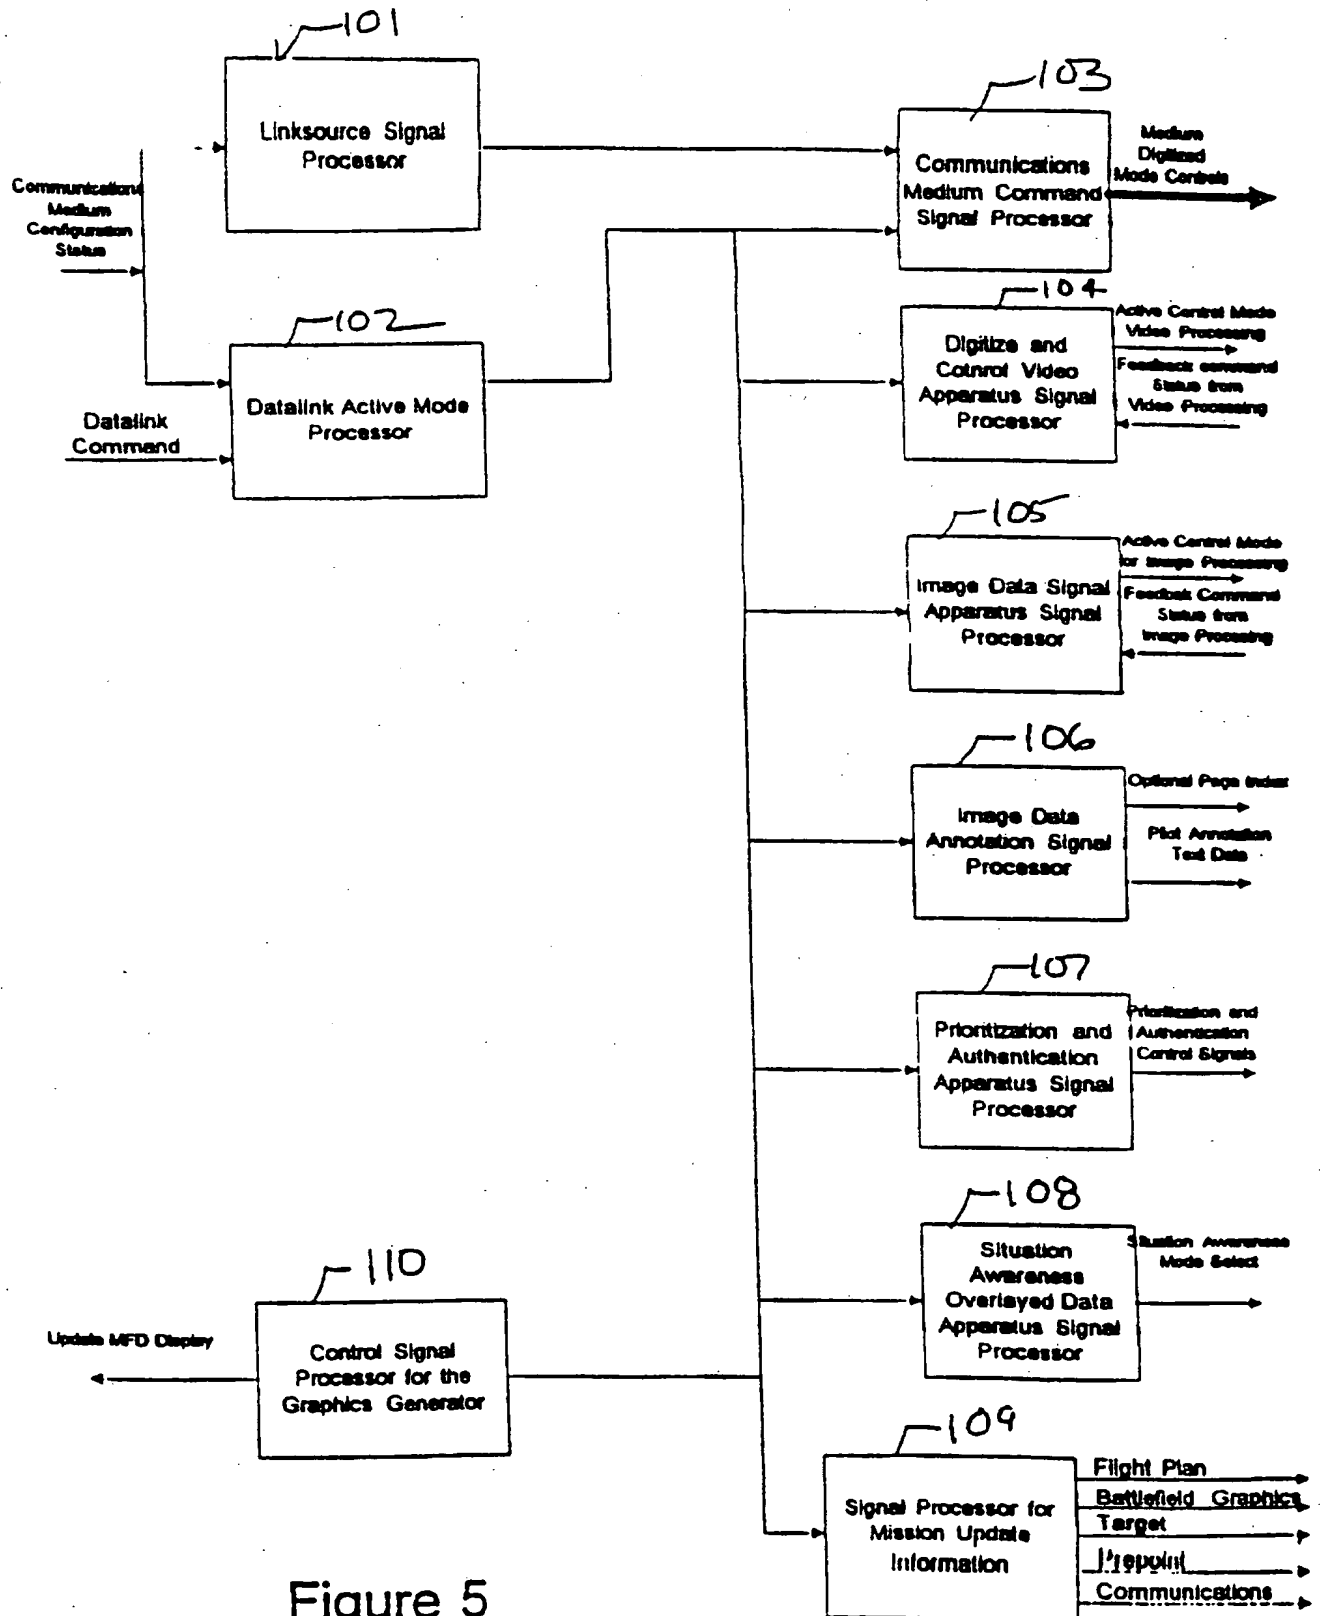 101
Linksource Signal
Processor
103
Communications
Medium Command
Signal Processor
Medium
Digitized
Mode Controls
Communications
Medium
Configuration
Status
104
Digitize and
Cotnrol Video
Apparatus Signal
Processor
Active Control Mode
Video Processing
Feedback command
Status from
Video Processing
102
Datalink Active Mode
Processor
Datalink
Command
105
Image Data Signal
Apparatus Signal
Processor
Active Control Mode
for Image Processing
Feedbak Command
Status from
Image Procesing
106
Image Data
Annotation Signal
Processor
Optional Page Index
Pilot Annotation
Text Data
107
Prioritization and
Authentication
Apparatus Signal
Processor
Prioritization and
Authentication
Control Signals
108
Situation
Awareness
Overlayed Data
Apparatus Signal
Processor
Situation Awareness
Mode Select
110
Control Signal
Processor for the
Graphics Generator
Update MFD Display
109
Signal Processor for
Mission Update
Information
Flight Plan
Battlefield Graphics
Target
Prepoint
Communications
Figure 5